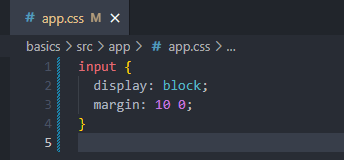 # app.css M ×
basics > src > app > # app.css > ...
1 input {
2   display: block;
3   margin: 10 0;
4 }
5